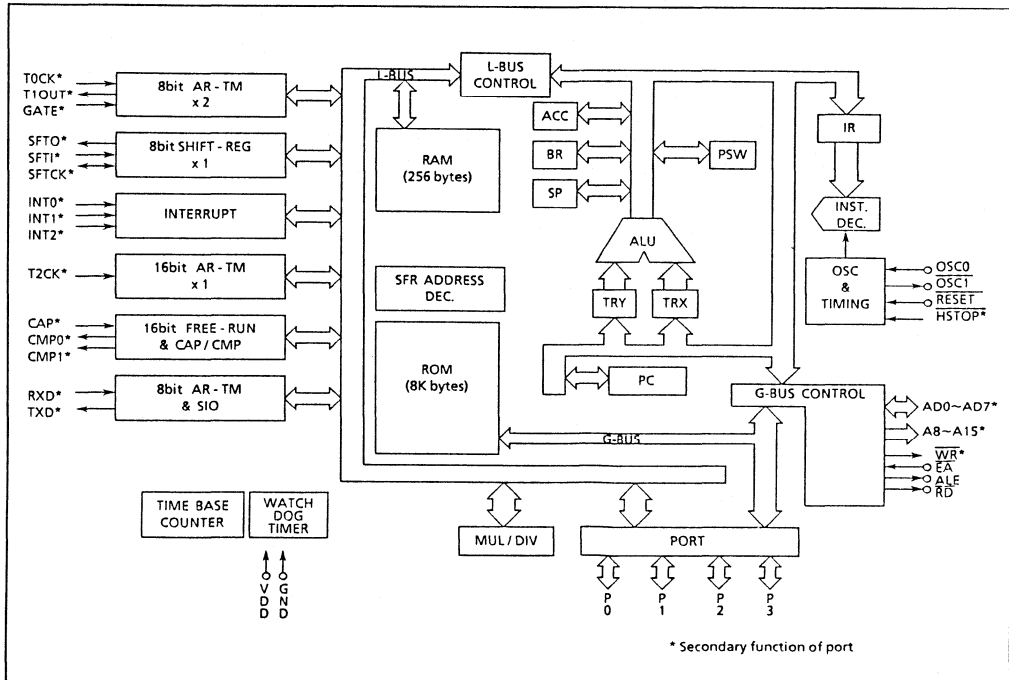 T0CK*
T1OUT*
GATE*
8bit AR - TM
x 2
SFTO*
SFTI*
SFTCK*
8bit SHIFT - REG
x 1
INT0*
INT1*
INT2*
INTERRUPT
T2CK*
16bit AR - TM
x 1
CAP*
CMP0*
CMP1*
16bit FREE - RUN
& CAP / CMP
RXD*
TXD*
8bit AR - TM
& SIO
TIME BASE
COUNTER
WATCH
DOG
TIMER
VDD
GND
L-BUS
L-BUS
CONTROL
RAM
(256 bytes)
SFR ADDRESS
DEC.
ROM
(8K bytes)
ACC
BR
SP
PSW
ALU
TRY
TRX
PC
IR
INST.
DEC.
OSC
&
TIMING
OSC0
OSC1
RESET
HSTOP*
G-BUS CONTROL
G-BUS
AD0~AD7*
A8~A15*
WR*
EA
ALE
RD
MUL / DIV
PORT
P0
P1
P2
P3
* Secondary function of port